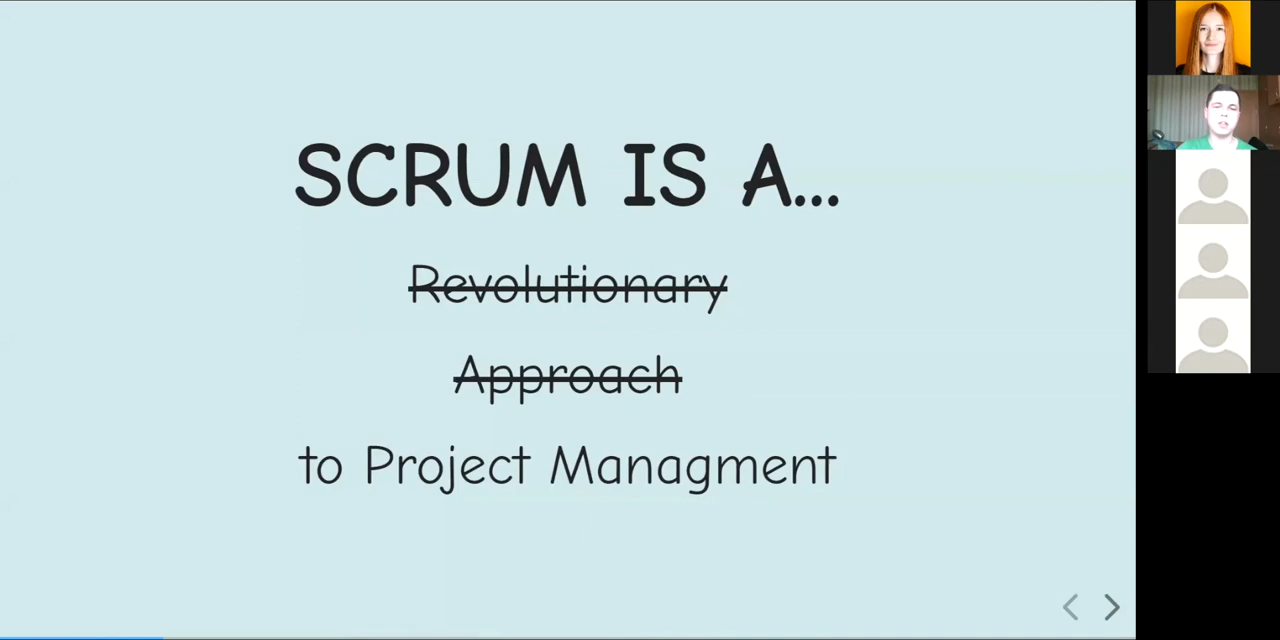 SCRUM IS A...
Revolutionary
Approach
to Project Managment